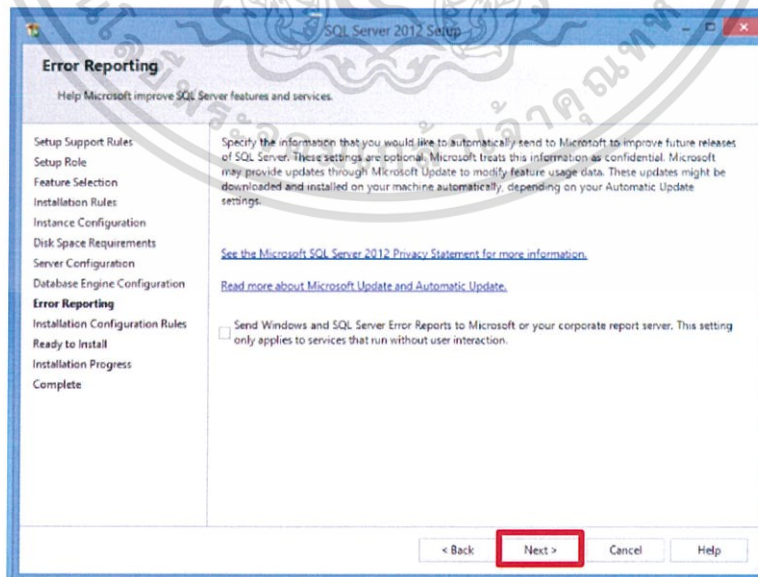 SQL Server 2012 Setup
Error Reporting
Help Microsoft improve SQL Server features and services.
Setup Support Rules
Setup Role
Feature Selection
Installation Rules
Instance Configuration
Disk Space Requirements
Server Configuration
Database Engine Configuration
Error Reporting
Installation Configuration Rules
Ready to Install
Installation Progress
Complete
Specify the information that you would like to automatically send to Microsoft to improve future releases
of SQL Server. These settings are optional. Microsoft treats this information as confidential. Microsoft
may provide updates through Microsoft Update to modify feature usage data. These updates might be
downloaded and installed on your machine automatically, depending on your Automatic Update
settings.
See the Microsoft SQL Server 2012 Privacy Statement for more information.
Read more about Microsoft Update and Automatic Update.
Send Windows and SQL Server Error Reports to Microsoft or your corporate report server. This setting
only applies to services that run without user interaction.
< Back
Next >
Cancel
Help